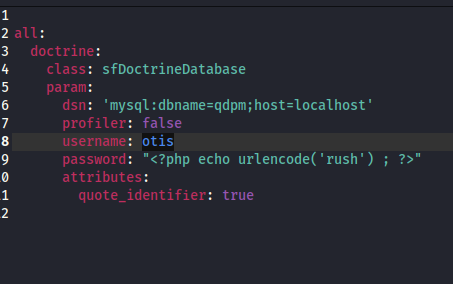 1
2 all:
3 doctrine:
4 class: sfDoctrineDatabase
5 param:
6 dsn: 'mysql:dbname=qdpm;host=localhost'
7 profiler: false
8 username: otis
9 password: "<?php echo urlencode('rush') ; ?>"
0 attributes:
1 quote_identifier: true
2